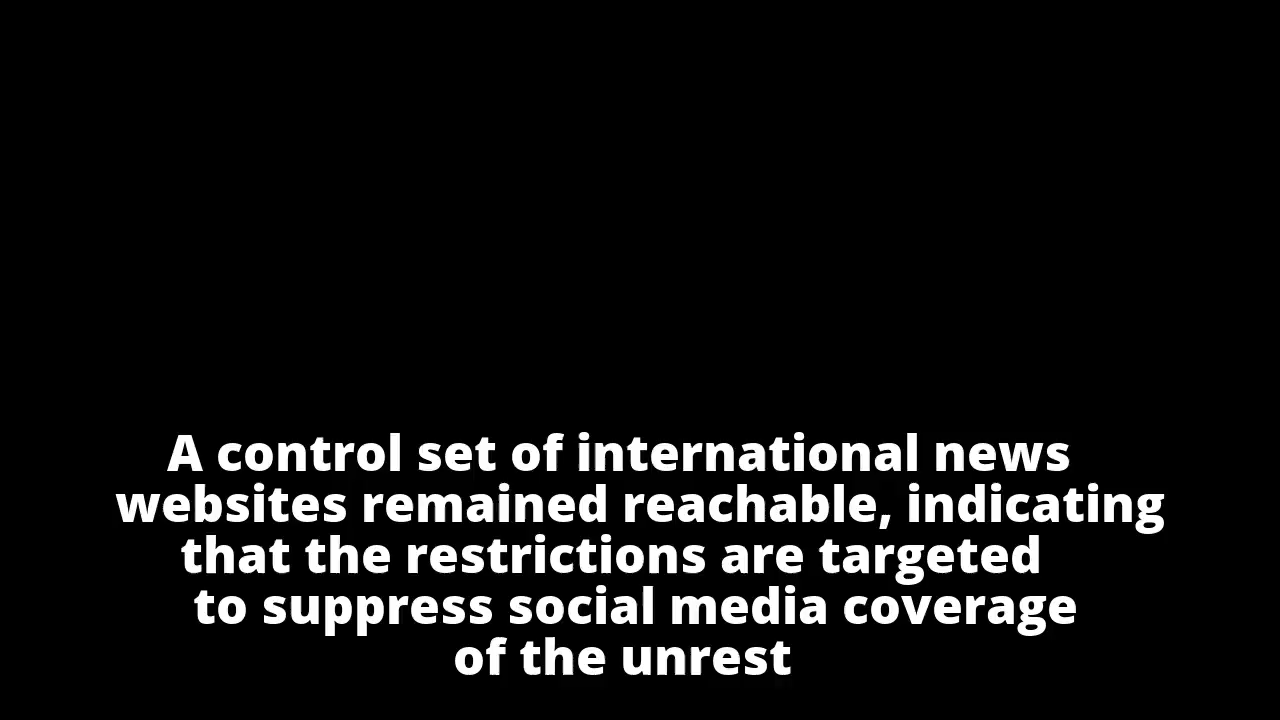 A control set of international news
websites remained reachable, indicating
that the restrictions are targeted
to suppress social media coverage
of the unrest